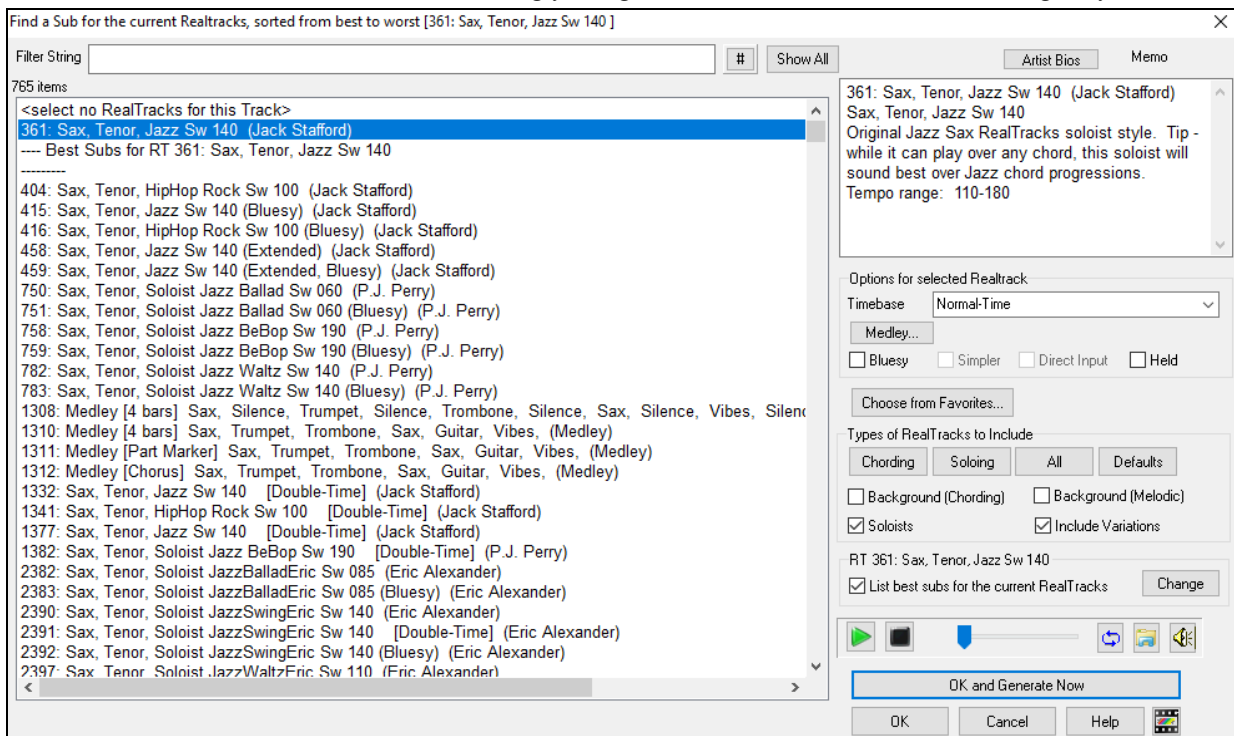 Find a Sub for the current Realtracks, sorted from best to worst [361: Sax, Tenor, Jazz Sw 140 ]
Filter String
#
Show All
765 items
<select no RealTracks for this Track>
361: Sax, Tenor, Jazz Sw 140 (Jack Stafford)
---- Best Subs for RT 361: Sax, Tenor, Jazz Sw 140
---------
404: Sax, Tenor, HipHop Rock Sw 100 (Jack Stafford)
415: Sax, Tenor, Jazz Sw 140 (Bluesy) (Jack Stafford)
416: Sax, Tenor, HipHop Rock Sw 100 (Bluesy) (Jack Stafford)
458: Sax, Tenor, Jazz Sw 140 (Extended) (Jack Stafford)
459: Sax, Tenor, Jazz Sw 140 (Extended, Bluesy) (Jack Stafford)
750: Sax, Tenor, Soloist Jazz Ballad Sw 060 (P.J. Perry)
751: Sax, Tenor, Soloist Jazz Ballad Sw 060 (Bluesy) (P.J. Perry)
758: Sax, Tenor, Soloist Jazz BeBop Sw 190 (P.J. Perry)
759: Sax, Tenor, Soloist Jazz BeBop Sw 190 (Bluesy) (P.J. Perry)
782: Sax, Tenor, Soloist Jazz Waltz Sw 140 (P.J. Perry)
783: Sax, Tenor, Soloist Jazz Waltz Sw 140 (Bluesy) (P.J. Perry)
1308: Medley [4 bars] Sax, Silence, Trumpet, Silence, Trombone, Silence, Sax, Silence, Vibes, Silen
1310: Medley [4 bars] Sax, Trumpet, Trombone, Sax, Guitar, Vibes, (Medley)
1311: Medley [Part Marker] Sax, Trumpet, Trombone, Sax, Guitar, Vibes, (Medley)
1312: Medley [Chorus] Sax, Trumpet, Trombone, Sax, Guitar, Vibes, (Medley)
1332: Sax, Tenor, Jazz Sw 140 [Double-Time] (Jack Stafford)
1341: Sax, Tenor, HipHop Rock Sw 100 [Double-Time] (Jack Stafford)
1377: Sax, Tenor, Jazz Sw 140 [Double-Time] (Jack Stafford)
1382: Sax, Tenor, Soloist Jazz BeBop Sw 190 [Double-Time] (P.J. Perry)
2382: Sax, Tenor, Soloist JazzBalladEric Sw 085 (Eric Alexander)
2383: Sax, Tenor, Soloist JazzBalladEric Sw 085 (Bluesy) (Eric Alexander)
2390: Sax, Tenor, Soloist JazzSwingEric Sw 140 (Eric Alexander)
2391: Sax, Tenor, Soloist JazzSwingEric Sw 140 [Double-Time] (Eric Alexander)
2392: Sax, Tenor, Soloist JazzSwingEric Sw 140 (Bluesy) (Eric Alexander)
2397: Sax, Tenor, Soloist JazzWaltzEric Sw 110 (Eric Alexander)
Artist Bios
Memo
361: Sax, Tenor, Jazz Sw 140 (Jack Stafford)
Sax, Tenor, Jazz Sw 140
Original Jazz Sax RealTracks soloist style. Tip -
while it can play over any chord, this soloist will
sound best over Jazz chord progressions.
Tempo range: 110-180
Options for selected Realtrack
Timebase Normal-Time
Medley...
Bluesy Simpler Direct Input Held
Choose from Favorites...
Types of RealTracks to Include
Chording Soloing All Defaults
Background (Chording) Background (Melodic)
Soloists Include Variations
RT 361: Sax, Tenor, Jazz Sw 140
List best subs for the current RealTracks Change
OK and Generate Now
OK Cancel Help